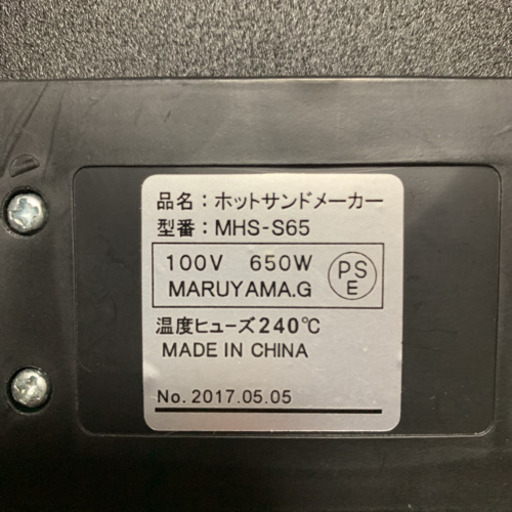 品名：ホットサンドメーカー
型番：MHS-S65
100V 650W
MARUYAMA.G
PS
E
温度ヒューズ240℃
MADE IN CHINA
No. 2017.05.05